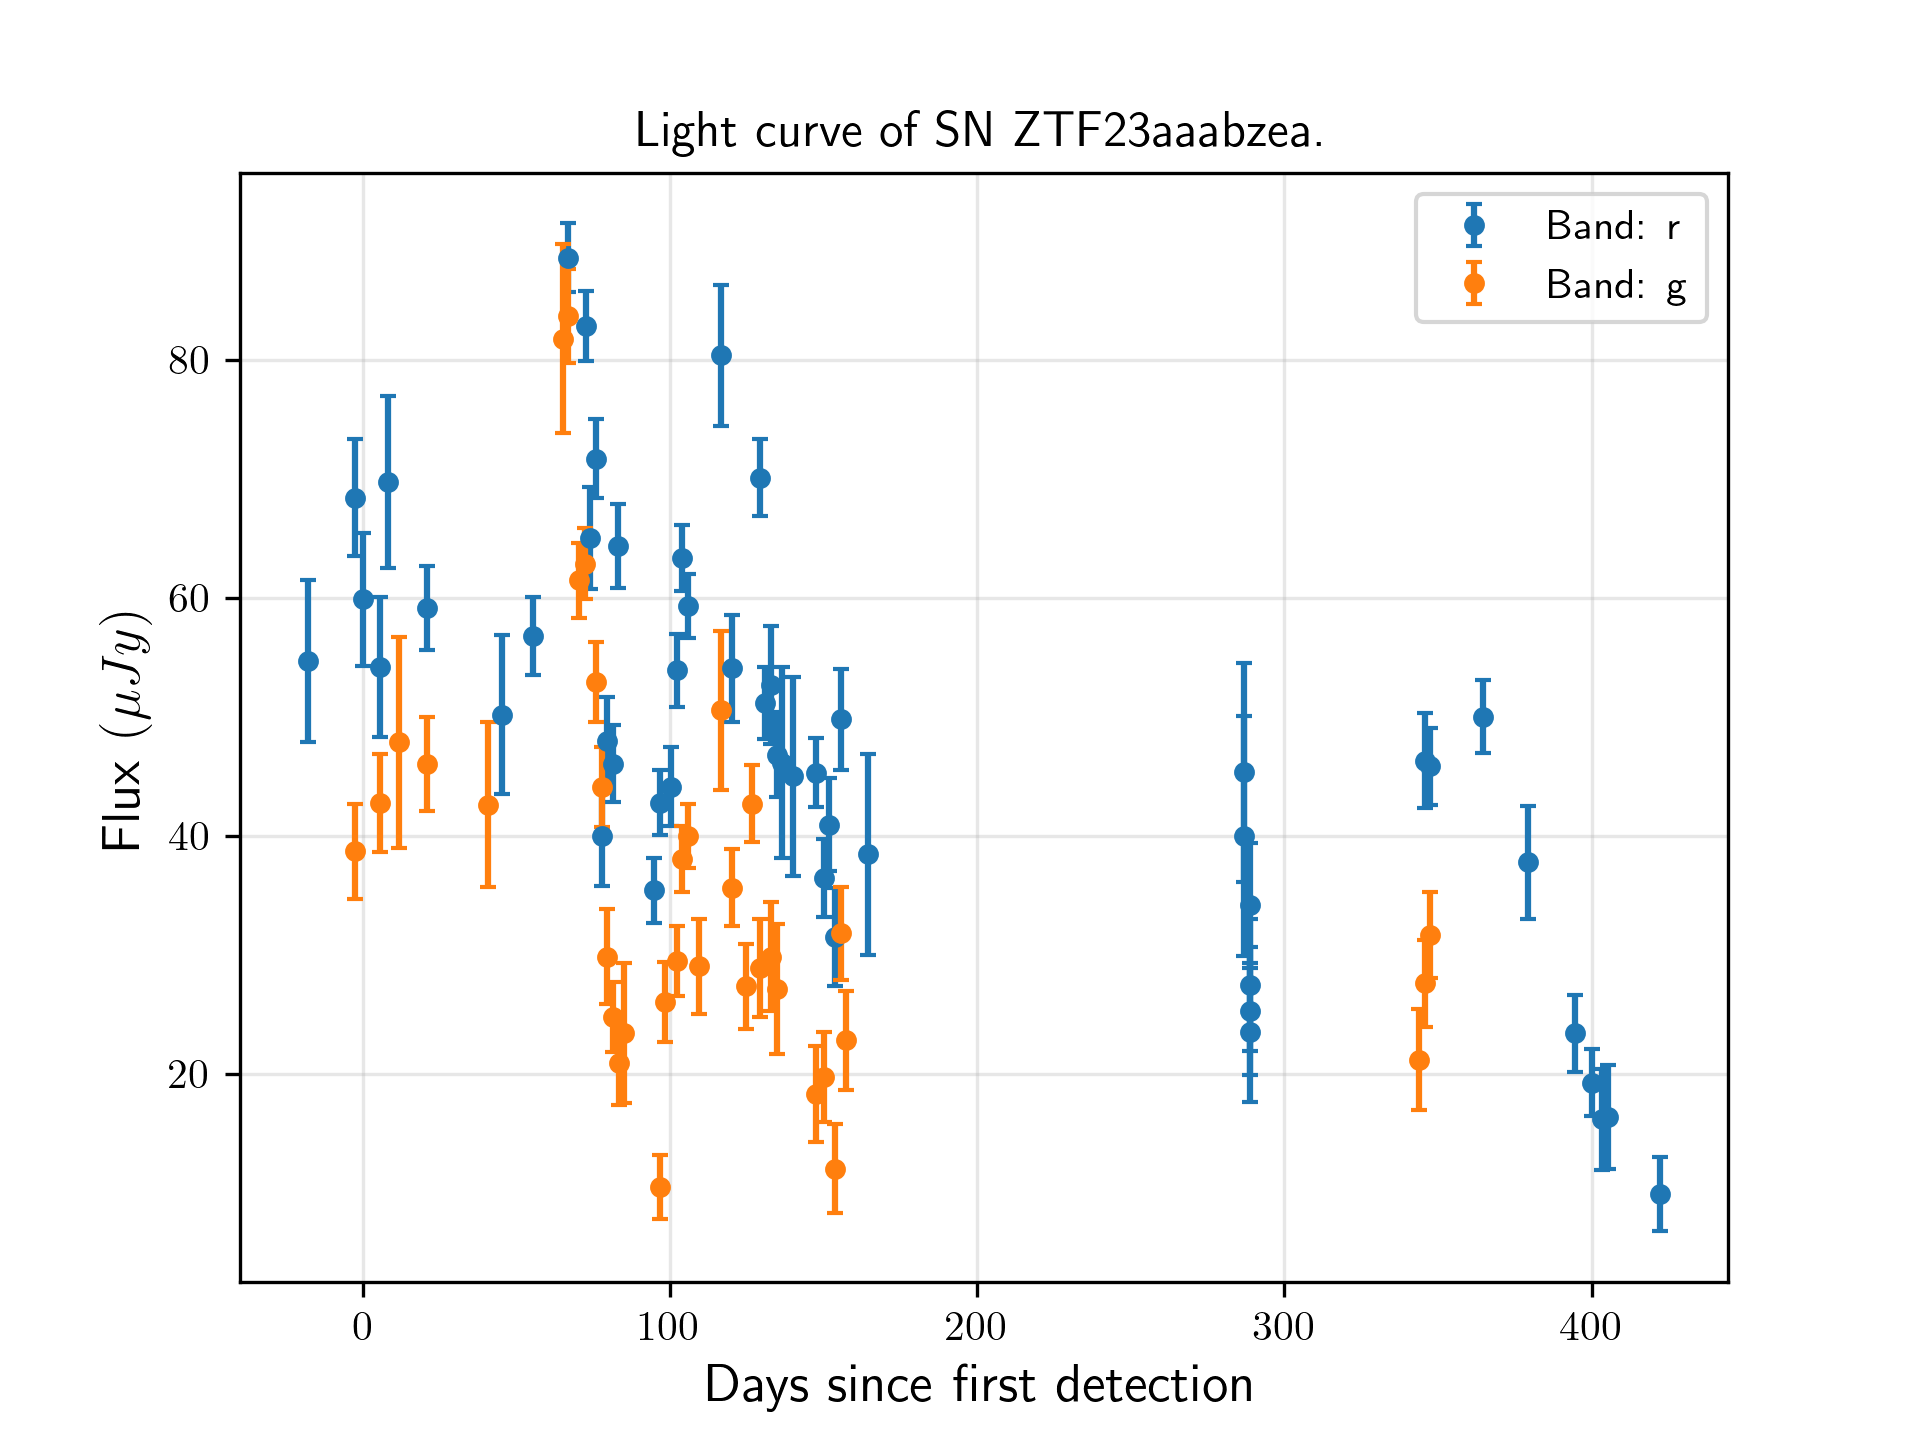 Light curve of SN ZTF23aaabzea.
Band: r
Band: g
Flux (μJy)
80
60
40
20
0 100 200 300 400
Days since first detection